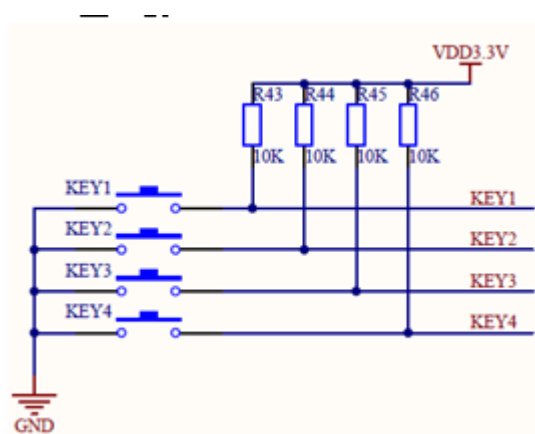 VDD3.3V
R43 R44 R45 R46
10K 10K 10K 10K
KEY1 KEY1
KEY2 KEY2
KEY3 KEY3
KEY4 KEY4
GND